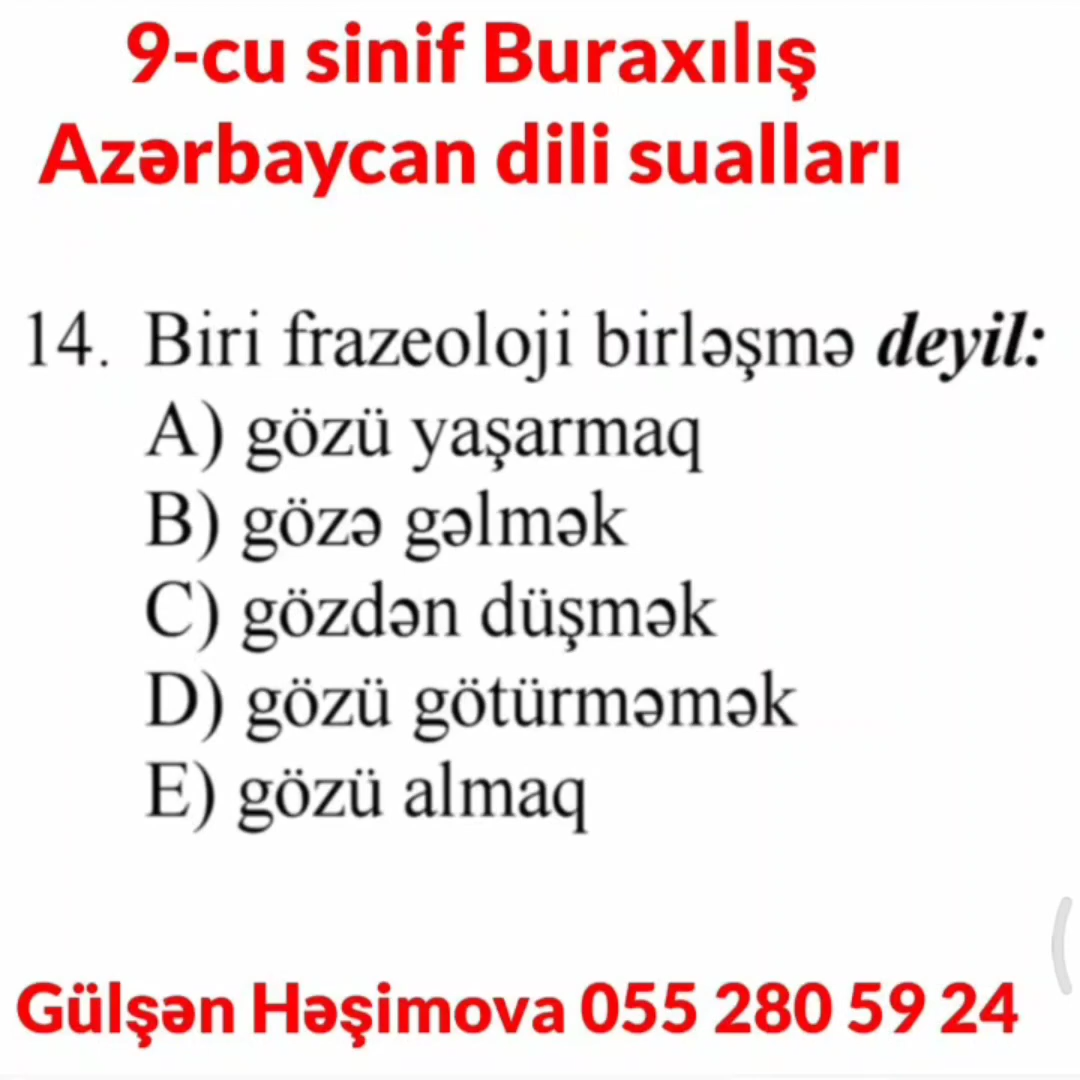 9-cu sinif Buraxılış
Azərbaycan dili sualları
14. Biri frazeoloji birləşmə deyil:
A) gözü yaşarmaq
B) gözə gəlmək
C) gözdən düşmək
D) gözü götürməmək
E) gözü almaq
Gülşən Həşimova 055 280 59 24